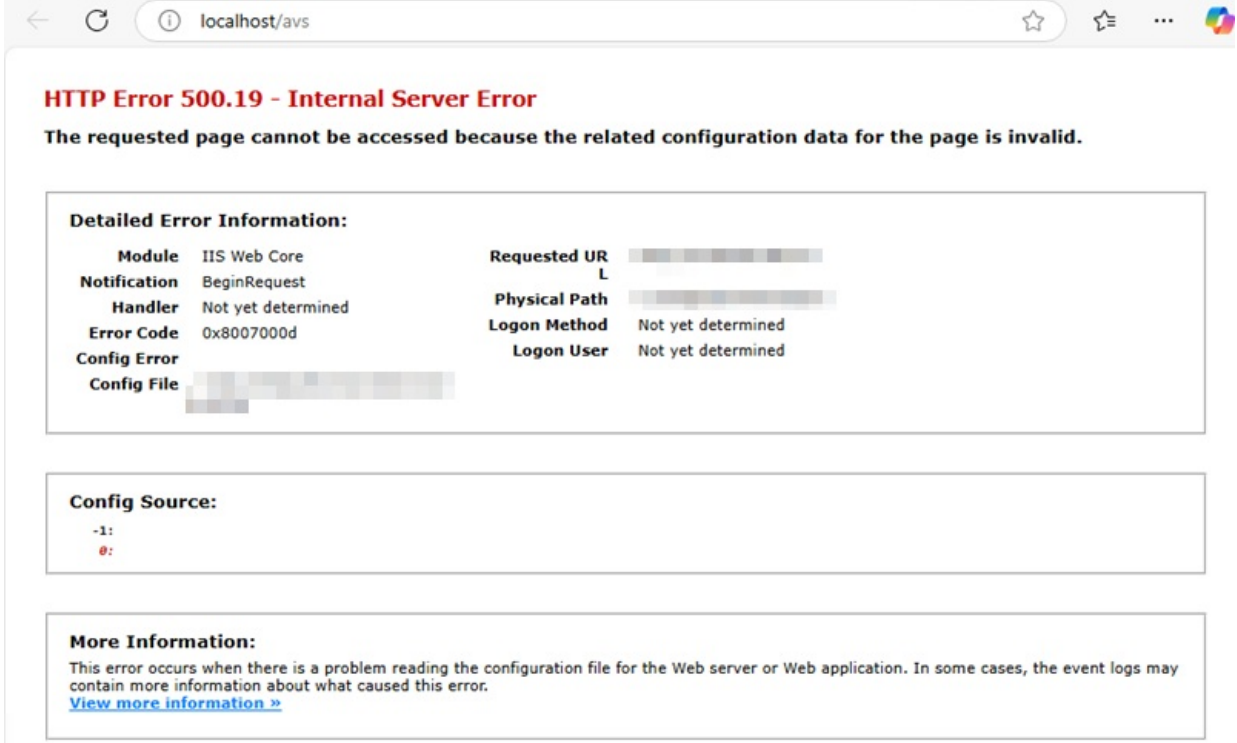 localhost/avs
HTTP Error 500.19 - Internal Server Error
The requested page cannot be accessed because the related configuration data for the page is invalid.
Detailed Error Information:
Module IIS Web Core
Notification BeginRequest
Handler Not yet determined
Error Code 0x8007000d
Config Error
Config File
Requested UR
L
Physical Path
Logon Method Not yet determined
Logon User Not yet determined
Config Source:
-1:
0:
More Information:
This error occurs when there is a problem reading the configuration file for the Web server or Web application. In some cases, the event logs may
contain more information about what caused this error.
View more information »